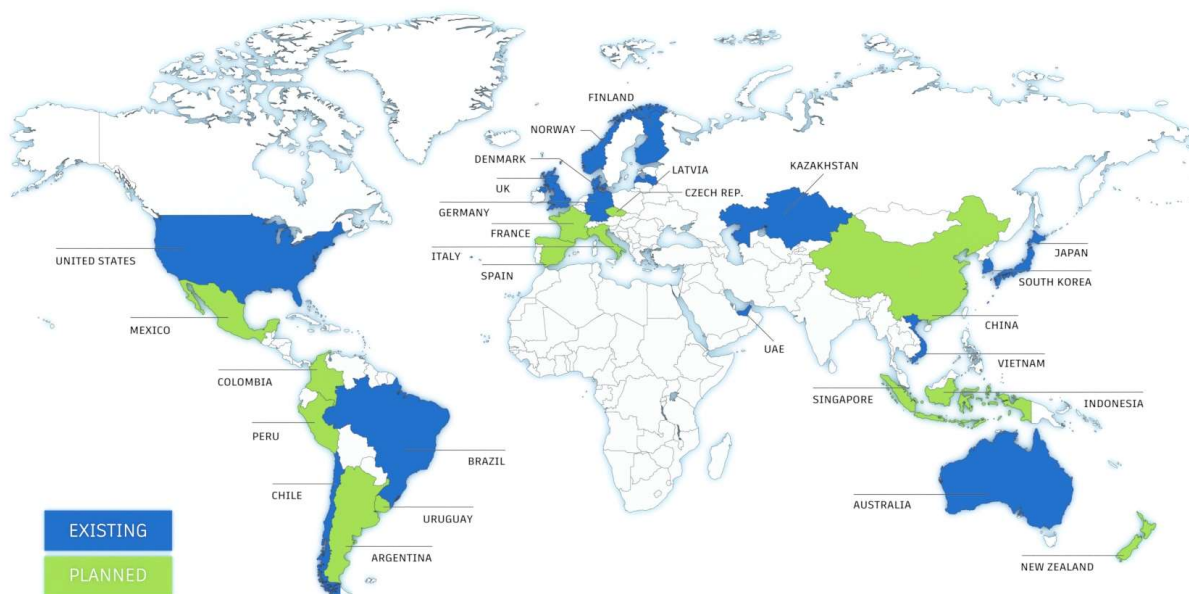 FINLAND
NORWAY
DENMARK
LATVIA
KAZAKHSTAN
UK
CZECH REP.
GERMANY
FRANCE
UNITED STATES
ITALY
JAPAN
SPAIN
SOUTH KOREA
MEXICO
CHINA
UAE
VIETNAM
COLOMBIA
SINGAPORE
INDONESIA
PERU
BRAZIL
CHILE
AUSTRALIA
URUGUAY
EXISTING
ARGENTINA
NEW ZEALAND
PLANNED